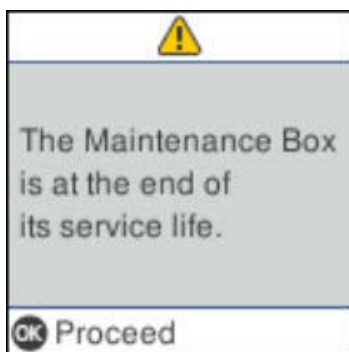 The Maintenance Box
is at the end of
its service life.
OK Proceed